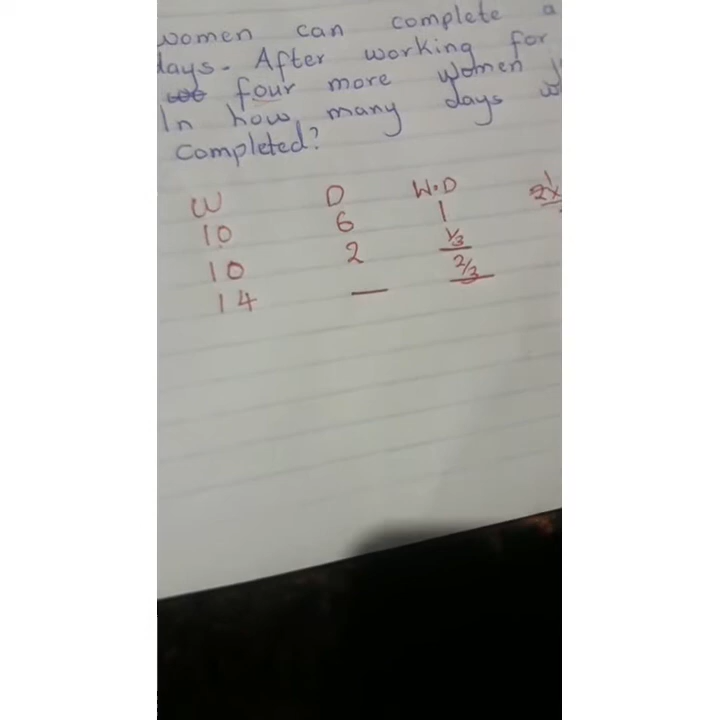 women can complete a
days. After working for
four more women
In how many days
completed?
W D W.D
10 6 1
10 2 1/3
14 — 2/3